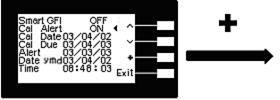 Smart GFI OFF
Cal Alert ON
Cal Date 03/04/02
Cal Due 03/04/03
Alert 03/03/03
Date ymd 03/04/02
Time 08:48:03
Exit